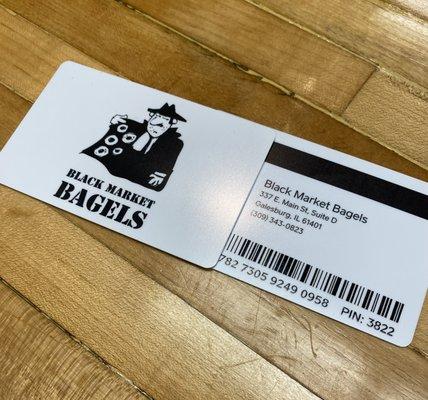 BLACK MARKET
BAGELS
Black Market Bagels
337 E. Main St, Suite D
Galesburg, IL 61401
(309) 343-0823
782 7305 9249 0958 PIN: 3822